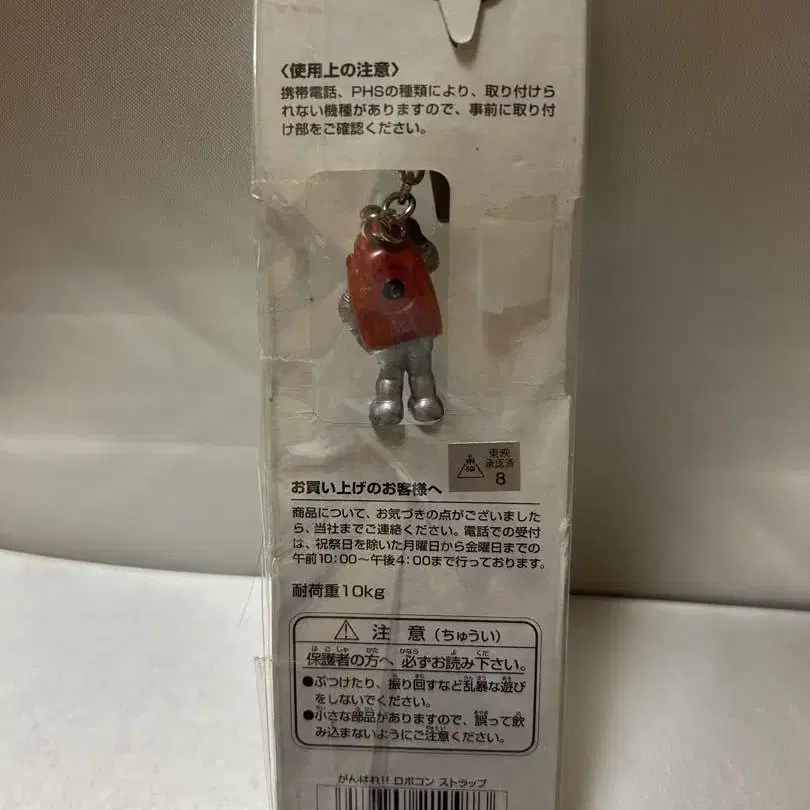 〈使用上の注意〉
携帯電話、PHSの種類により、取り付けら
れない機種がありますので、事前に取り付
け部をご確認ください。
東映
承認済
8
お買い上げのお客様へ
商品について、お気づきの点がございました
ら、当社までご連絡ください。電話での受付
は、祝祭日を除いた月曜日から金曜日までの
午前10:00〜午後4:00まで行っております。
耐荷重10kg
注 意 (ちゅうい)
保護者の方へ 必ずお読み下さい。
●ぶつけたり、振り回すなど乱暴な遊び
をしないでください。
●小さな部品がありますので、誤って飲
み込まないようにご注意ください。
がんばれ!! ロボコン ストラップ